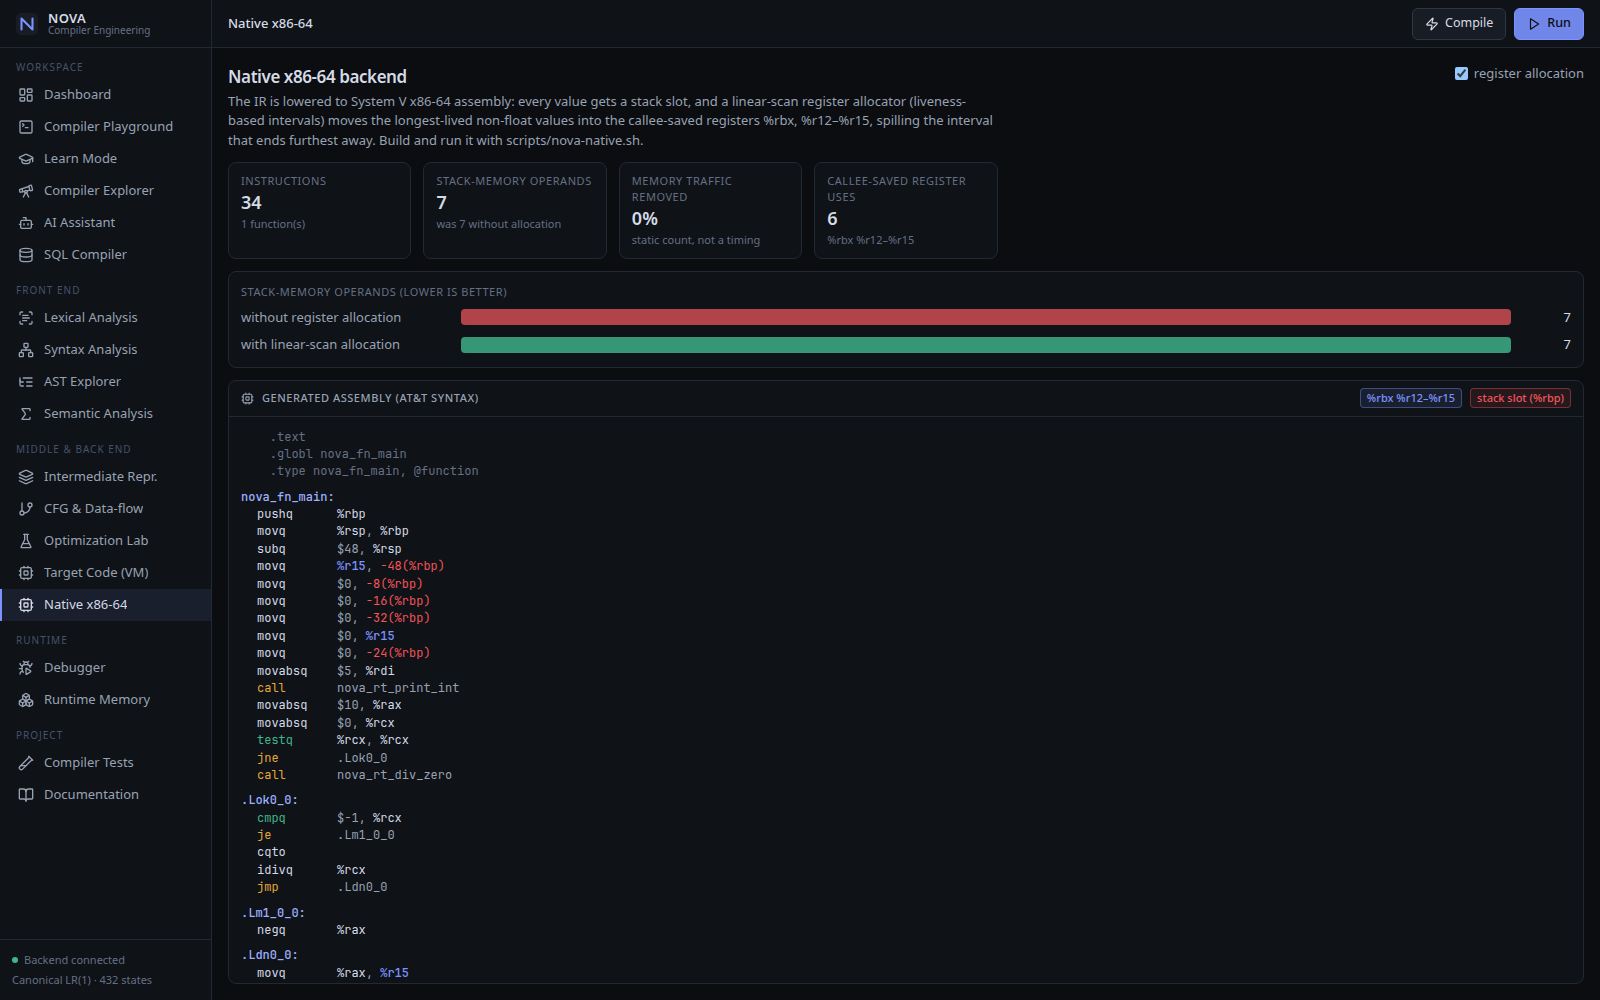 NOVA
Compiler Engineering
WORKSPACE
Dashboard
Compiler Playground
Learn Mode
Compiler Explorer
AI Assistant
SQL Compiler
FRONT END
Lexical Analysis
Syntax Analysis
AST Explorer
Semantic Analysis
MIDDLE & BACK END
Intermediate Repr.
CFG & Data-flow
Optimization Lab
Target Code (VM)
Native x86-64
RUNTIME
Debugger
Runtime Memory
PROJECT
Compiler Tests
Documentation
Backend connected
Canonical LR(1) · 432 states
Native x86-64
Compile
Run
Native x86-64 backend
register allocation
The IR is lowered to System V x86-64 assembly: every value gets a stack slot, and a linear-scan register allocator (liveness-
based intervals) moves the longest-lived non-float values into the callee-saved registers %rbx, %r12–%r15, spilling the interval
that ends furthest away. Build and run it with scripts/nova-native.sh.
INSTRUCTIONS
34
1 function(s)
STACK-MEMORY OPERANDS
7
was 7 without allocation
MEMORY TRAFFIC
REMOVED
0%
static count, not a timing
CALLEE-SAVED REGISTER
USES
6
%rbx %r12–%r15
STACK-MEMORY OPERANDS (LOWER IS BETTER)
without register allocation 7
with linear-scan allocation 7
GENERATED ASSEMBLY (AT&T SYNTAX)
%rbx %r12–%r15
stack slot (%rbp)
.text
.globl nova_fn_main
.type nova_fn_main, @function
nova_fn_main:
pushq %rbp
movq %rsp, %rbp
subq $48, %rsp
movq %r15, -48(%rbp)
movq $0, -8(%rbp)
movq $0, -16(%rbp)
movq $0, -32(%rbp)
movq $0, %r15
movq $0, -24(%rbp)
movabsq $5, %rdi
call nova_rt_print_int
movabsq $10, %rax
movabsq $0, %rcx
testq %rcx, %rcx
jne .Lok0_0
call nova_rt_div_zero
.Lok0_0:
cmpq $-1, %rcx
je .Lm1_0_0
cqto
idivq %rcx
jmp .Ldn0_0
.Lm1_0_0:
negq %rax
.Ldn0_0:
movq %rax, %r15